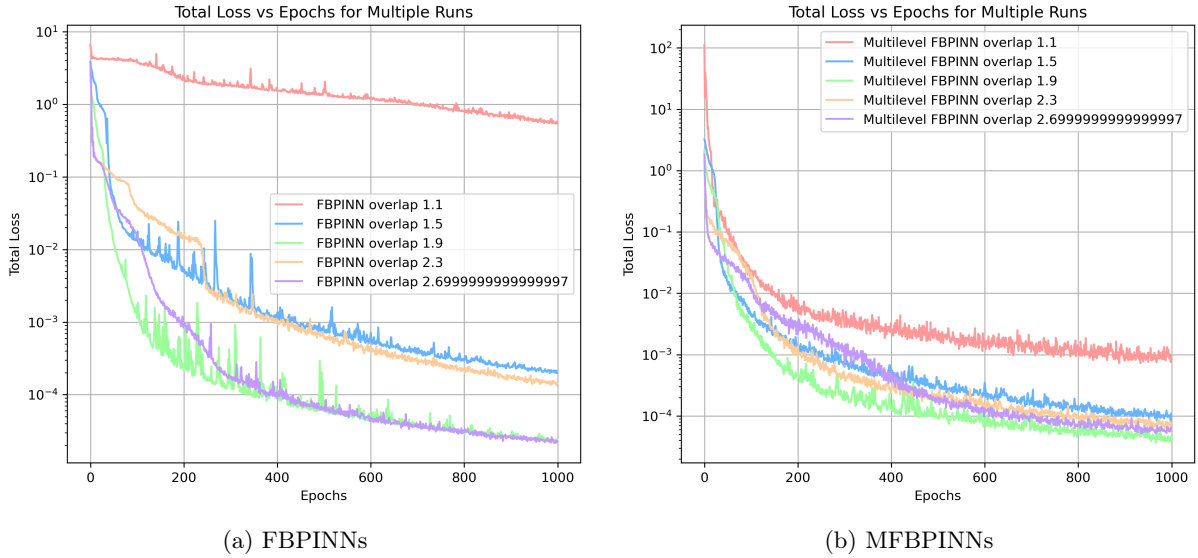 Total Loss vs Epochs for Multiple Runs
10^1
10^0
10^-1
10^-2
10^-3
10^-4
Total Loss
FBPINN overlap 1.1
FBPINN overlap 1.5
FBPINN overlap 1.9
FBPINN overlap 2.3
FBPINN overlap 2.6999999999999997
0 200 400 600 800 1000
Epochs
(a) FBPINNs
Total Loss vs Epochs for Multiple Runs
10^2
10^1
10^0
10^-1
10^-2
10^-3
10^-4
Total Loss
Multilevel FBPINN overlap 1.1
Multilevel FBPINN overlap 1.5
Multilevel FBPINN overlap 1.9
Multilevel FBPINN overlap 2.3
Multilevel FBPINN overlap 2.6999999999999997
0 200 400 600 800 1000
Epochs
(b) MFBPINNs